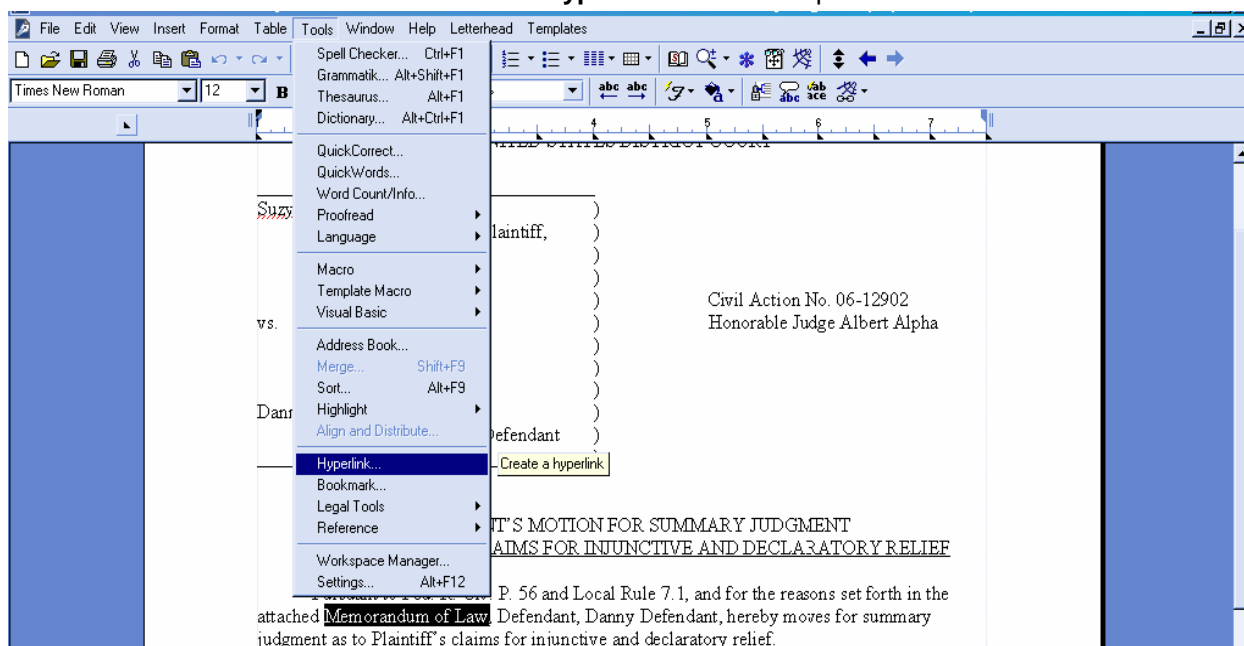 File Edit View Insert Format Table Tools Window Help Letterhead Templates
Times New Roman 12 B
Spell Checker... Ctrl+F1
Grammatik... Alt+Shift+F1
Thesaurus... Alt+F1
Dictionary... Alt+Ctrl+F1
QuickCorrect...
QuickWords...
Word Count/Info...
Proofread
Language
Macro
Template Macro
Visual Basic
Address Book...
Merge... Shift+F9
Sort... Alt+F9
Highlight
Align and Distribute...
Hyperlink...
Create a hyperlink
Bookmark...
Legal Tools
Reference
Workspace Manager...
Settings... Alt+F12
4 5 6 7
Suzy )
laintiff, )
)
)
) Civil Action No. 06-12902
vs. ) Honorable Judge Albert Alpha
)
)
)
Dann )
efendant )
T'S MOTION FOR SUMMARY JUDGMENT
AIMS FOR INJUNCTIVE AND DECLARATORY RELIEF
P. 56 and Local Rule 7.1, and for the reasons set forth in the
attached Memorandum of Law, Defendant, Danny Defendant, hereby moves for summary
judgment as to Plaintiff's claims for injunctive and declaratory relief.